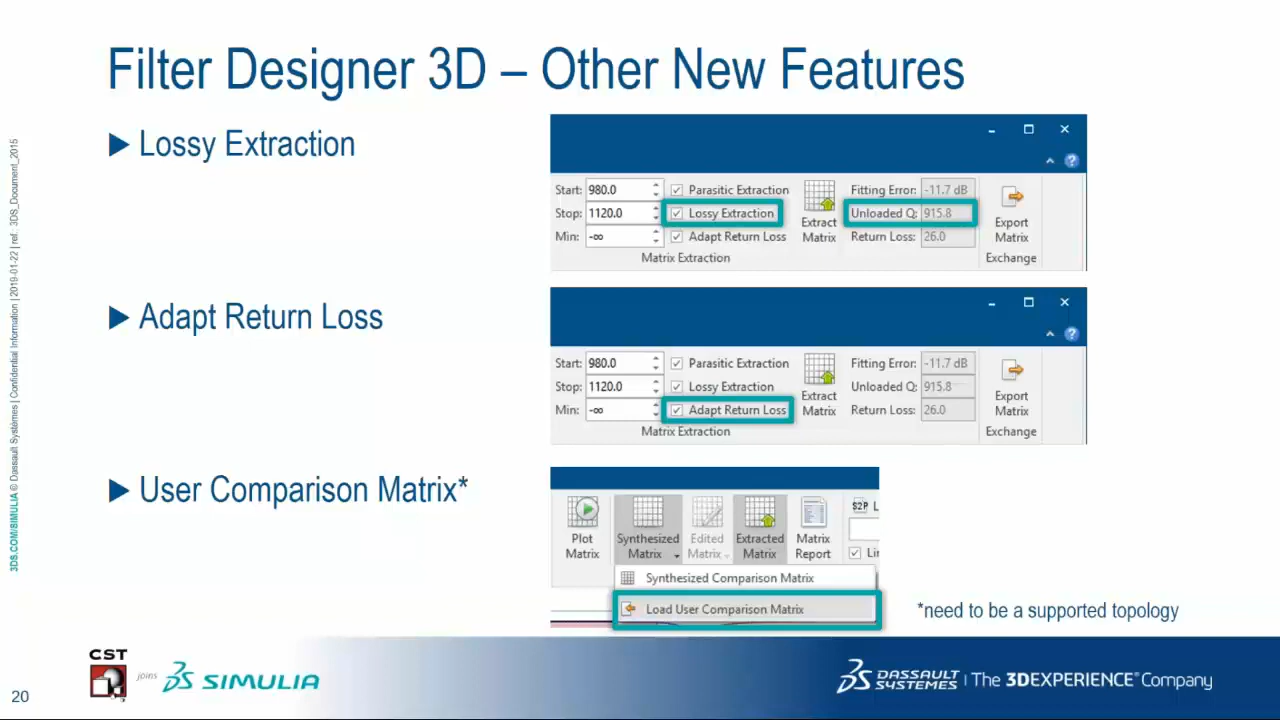 Filter Designer 3D – Other New Features
▶ Lossy Extraction
Start: 980.0 Parasitic Extraction Fitting Error: -11.7 dB
Stop: 1120.0 Lossy Extraction Extract Unloaded Q: 915.8 Export
Min: -∞ Adapt Return Loss Matrix Return Loss: 26.0 Matrix
Matrix Extraction Exchange
▶ Adapt Return Loss
Start: 980.0 Parasitic Extraction Fitting Error: -11.7 dB
Stop: 1120.0 Lossy Extraction Extract Unloaded Q: 915.8 Export
Min: -∞ Adapt Return Loss Matrix Return Loss: 26.0 Matrix
Matrix Extraction Exchange
▶ User Comparison Matrix*
S2P L
Plot Synthesized Edited Extracted Matrix
Matrix Matrix Matrix Matrix Report Li
Synthesized Comparison Matrix
Load User Comparison Matrix
*need to be a supported topology
3DS.COM/SIMULIA © Dassault Systèmes | Confidential Information | 2019-01-22 | ref.: 3DS_Document_2015
CST joins SIMULIA
DASSAULT SYSTEMES | The 3DEXPERIENCE® Company
20